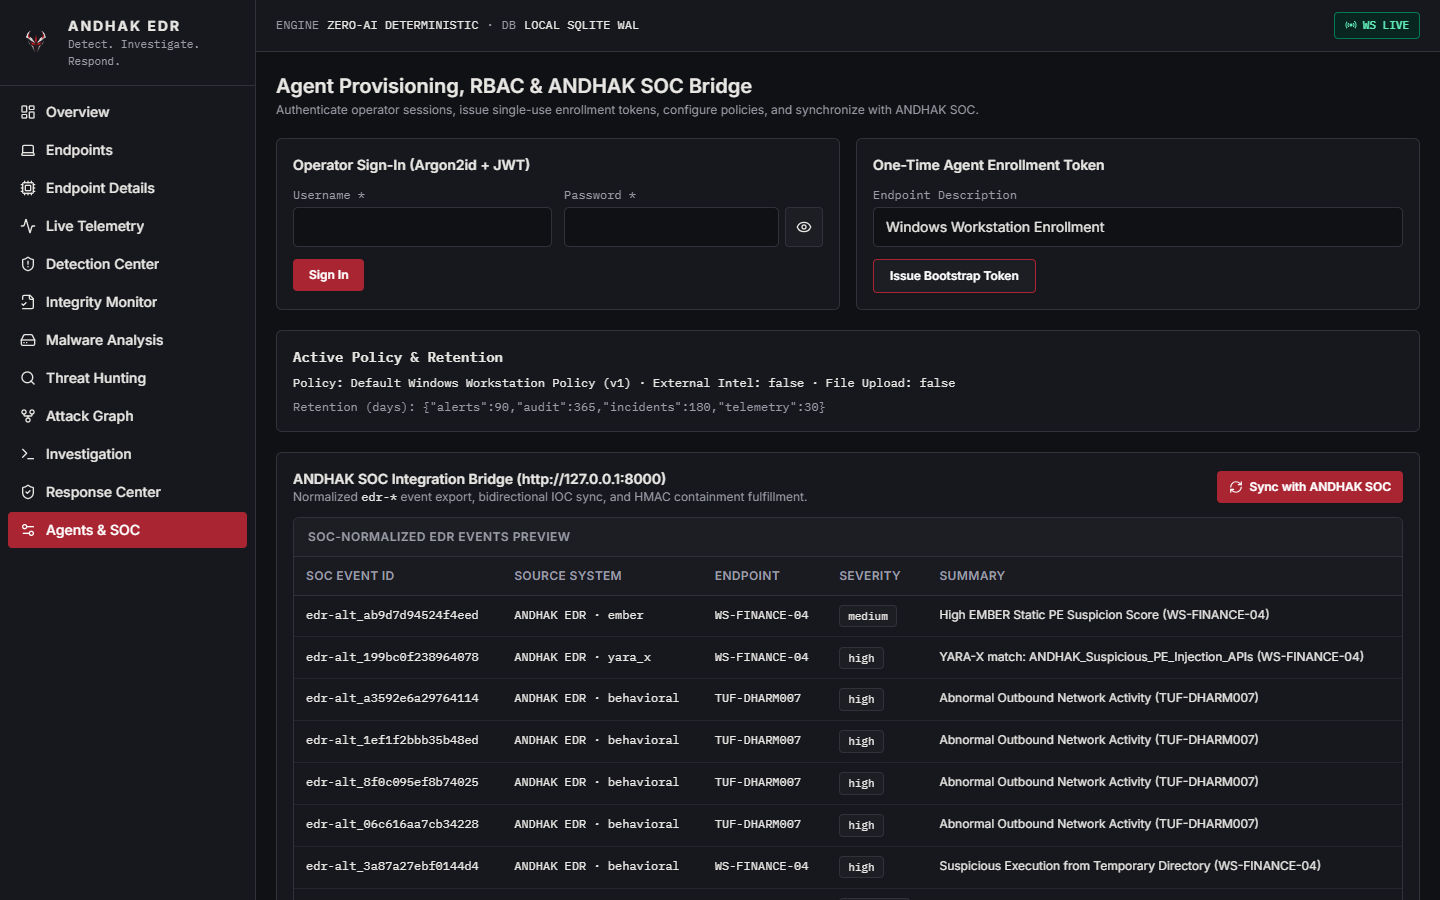 ANDHAK EDR
Detect. Investigate.
Respond.
ENGINE ZERO-AI DETERMINISTIC · DB LOCAL SQLITE WAL
WS LIVE
Overview
Endpoints
Endpoint Details
Live Telemetry
Detection Center
Integrity Monitor
Malware Analysis
Threat Hunting
Attack Graph
Investigation
Response Center
Agents & SOC
Agent Provisioning, RBAC & ANDHAK SOC Bridge
Authenticate operator sessions, issue single-use enrollment tokens, configure policies, and synchronize with ANDHAK SOC.
Operator Sign-In (Argon2id + JWT)
Username * Password *
Sign In
One-Time Agent Enrollment Token
Endpoint Description
Windows Workstation Enrollment
Issue Bootstrap Token
Active Policy & Retention
Policy: Default Windows Workstation Policy (v1) · External Intel: false · File Upload: false
Retention (days): {"alerts":90,"audit":365,"incidents":180,"telemetry":30}
ANDHAK SOC Integration Bridge (http://127.0.0.1:8000)
Normalized edr-* event export, bidirectional IOC sync, and HMAC containment fulfillment.
Sync with ANDHAK SOC
SOC-NORMALIZED EDR EVENTS PREVIEW
SOC EVENT ID SOURCE SYSTEM ENDPOINT SEVERITY SUMMARY
edr-alt_ab9d7d94524f4eed ANDHAK EDR · ember WS-FINANCE-04 medium High EMBER Static PE Suspicion Score (WS-FINANCE-04)
edr-alt_199bc0f238964078 ANDHAK EDR · yara_x WS-FINANCE-04 high YARA-X match: ANDHAK_Suspicious_PE_Injection_APIs (WS-FINANCE-04)
edr-alt_a3592e6a29764114 ANDHAK EDR · behavioral TUF-DHARM007 high Abnormal Outbound Network Activity (TUF-DHARM007)
edr-alt_1ef1f2bbb35b48ed ANDHAK EDR · behavioral TUF-DHARM007 high Abnormal Outbound Network Activity (TUF-DHARM007)
edr-alt_8f0c095ef8b74025 ANDHAK EDR · behavioral TUF-DHARM007 high Abnormal Outbound Network Activity (TUF-DHARM007)
edr-alt_06c616aa7cb34228 ANDHAK EDR · behavioral TUF-DHARM007 high Abnormal Outbound Network Activity (TUF-DHARM007)
edr-alt_3a87a27ebf0144d4 ANDHAK EDR · behavioral WS-FINANCE-04 high Suspicious Execution from Temporary Directory (WS-FINANCE-04)